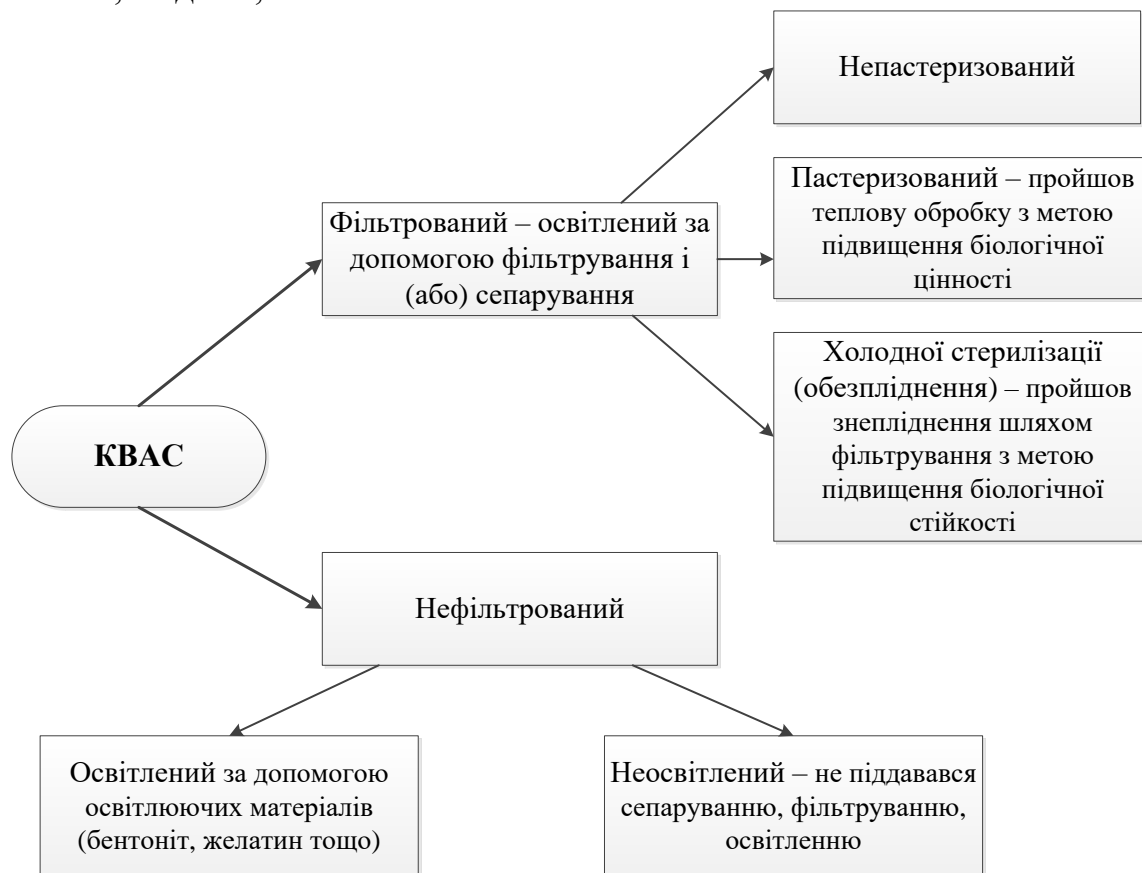 Непастеризований
Пастеризований – пройшов
теплову обробку з метою
підвищення біологічної
цінності
Фільтрований – освітлений за
допомогою фільтрування і
(або) сепарування
Холодної стерилізації
(обезпліднення) – пройшов
знепліднення шляхом
фільтрування з метою
підвищення біологічної
стійкості
КВАС
Нефільтрований
Освітлений за допомогою
освітлюючих матеріалів
(бентоніт, желатин тощо)
Неосвітлений – не піддавався
сепаруванню, фільтруванню,
освітленню